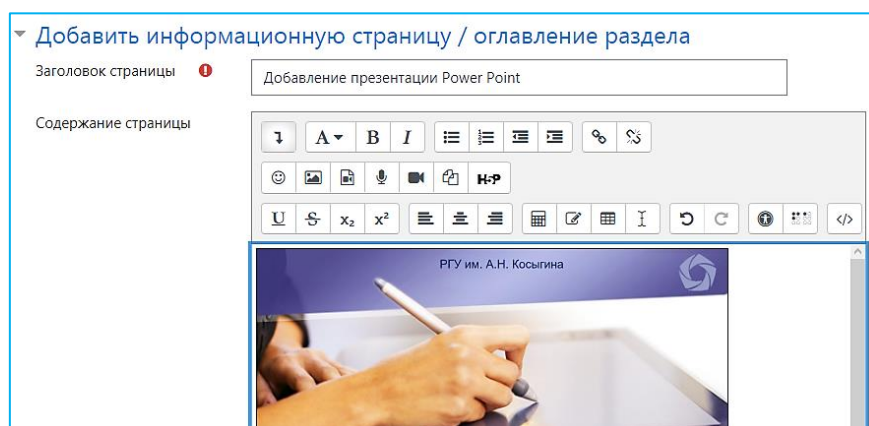 Добавить информационную страницу / оглавление раздела
Заголовок страницы
Добавление презентации Power Point
Содержание страницы
A B I
H-P
U S x₂ x²
</>
РГУ им. А.Н. Косыгина